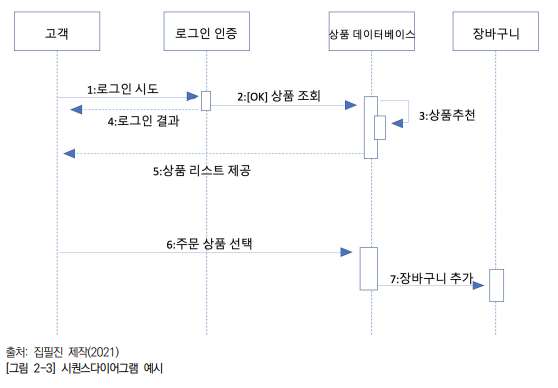 고객
로그인 인증
상품 데이터베이스
장바구니
1:로그인 시도
2:[OK] 상품 조회
3:상품추천
4:로그인 결과
5:상품 리스트 제공
6:주문 상품 선택
7:장바구니 추가
출처: 집필진 제작(2021)
[그림 2-3] 시퀀스다이어그램 예시